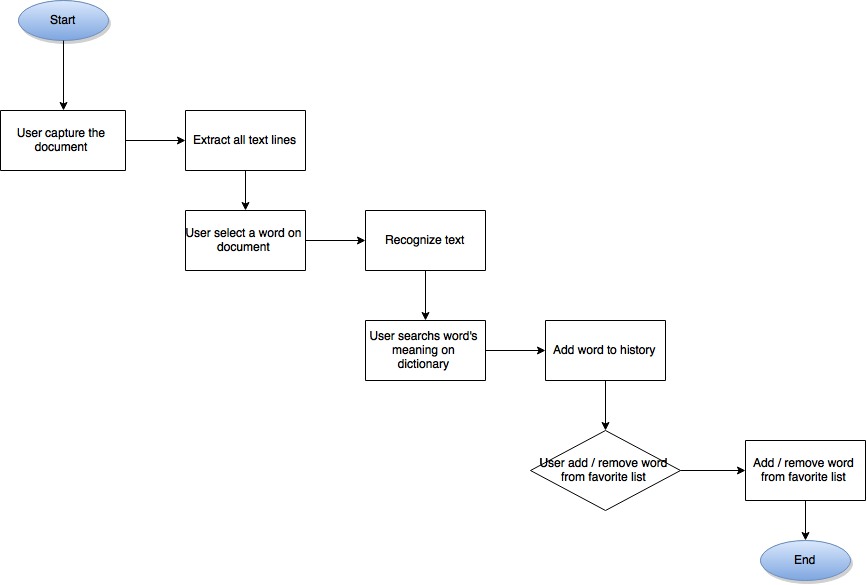 Start
User capture the
document
Extract all text lines
User select a word on
document
Recognize text
User searchs word's
meaning on
dictionary
Add word to history
User add / remove word
from favorite list
Add / remove word
from favorite list
End